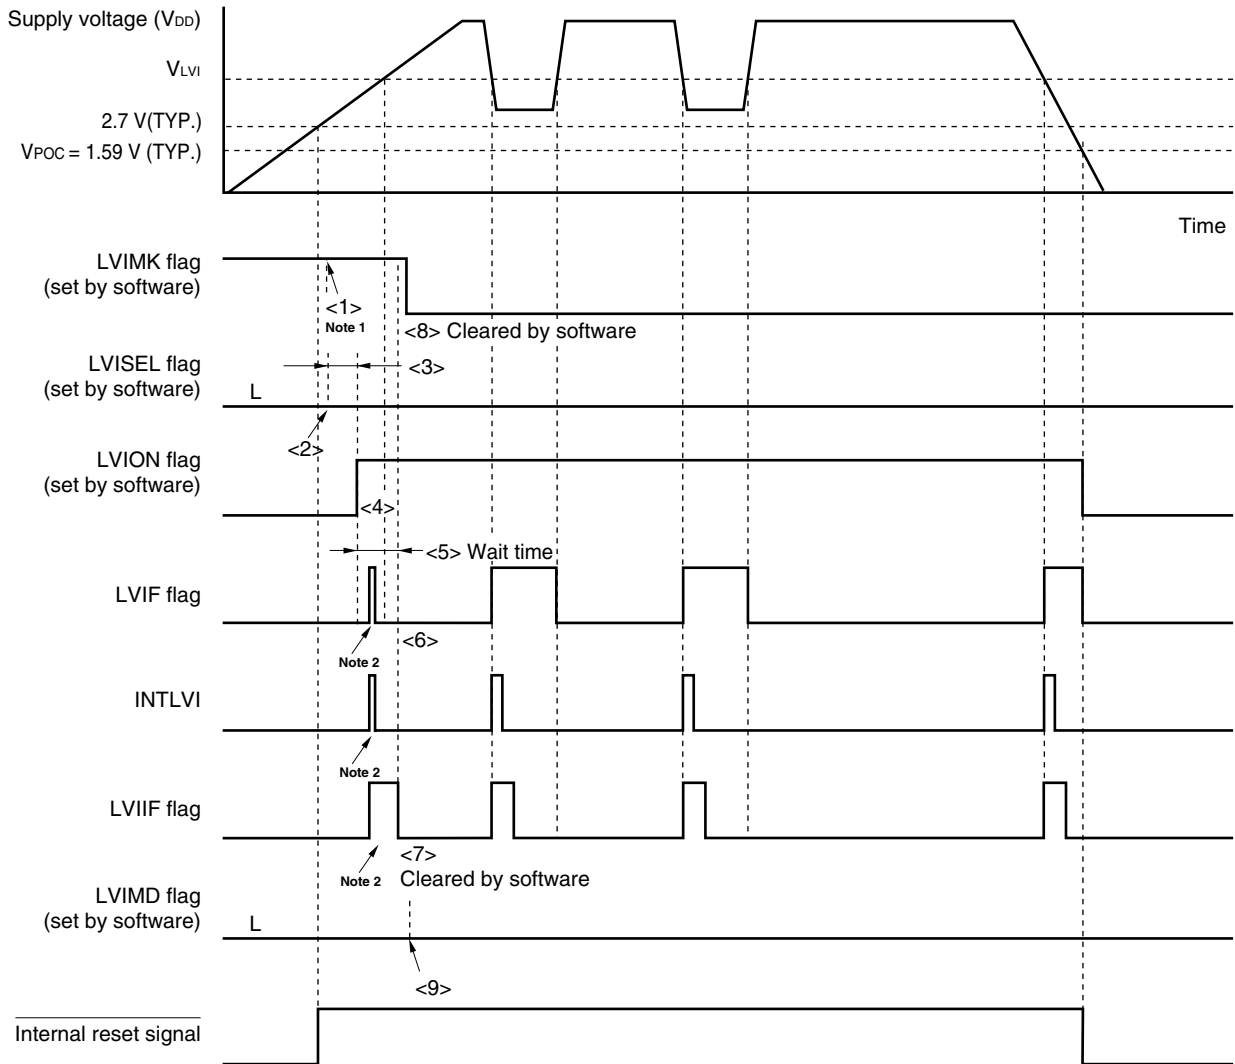 Supply voltage (VDD)
VLVI
2.7 V(TYP.)
VPOC = 1.59 V (TYP.)
Time
LVIMK flag
(set by software)
<1>
Note 1
<8> Cleared by software
LVISEL flag
(set by software)
<3>
L
<2>
LVION flag
(set by software)
<4>
<5> Wait time
LVIF flag
<6>
Note 2
INTLVI
Note 2
LVIIF flag
<7>
Note 2
Cleared by software
LVIMD flag
(set by software)
L
<9>
Internal reset signal